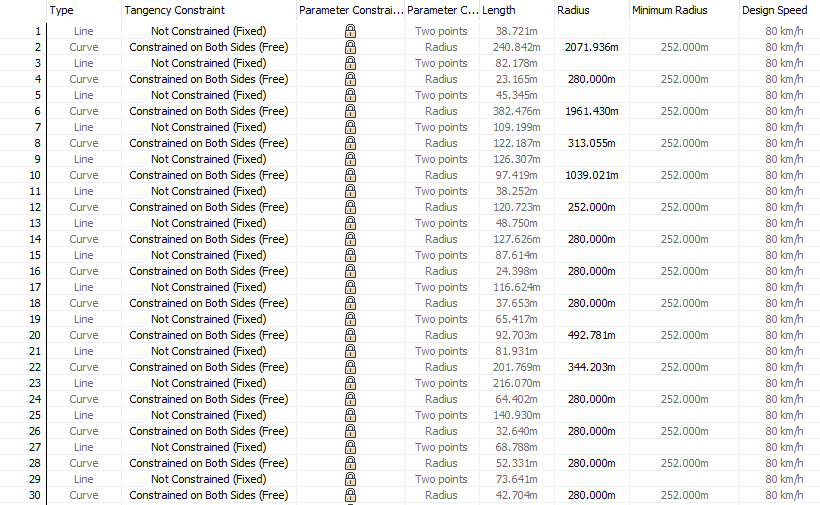 Type Tangency Constraint Parameter Constrai... Parameter C... Length Radius Minimum Radius Design Speed
1 Line Not Constrained (Fixed) Two points 38.721m 80 km/h
2 Curve Constrained on Both Sides (Free) Radius 240.842m 2071.936m 252.000m 80 km/h
3 Line Not Constrained (Fixed) Two points 82.178m 80 km/h
4 Curve Constrained on Both Sides (Free) Radius 23.165m 280.000m 252.000m 80 km/h
5 Line Not Constrained (Fixed) Two points 45.345m 80 km/h
6 Curve Constrained on Both Sides (Free) Radius 382.476m 1961.430m 252.000m 80 km/h
7 Line Not Constrained (Fixed) Two points 109.199m 80 km/h
8 Curve Constrained on Both Sides (Free) Radius 122.187m 313.055m 252.000m 80 km/h
9 Line Not Constrained (Fixed) Two points 126.307m 80 km/h
10 Curve Constrained on Both Sides (Free) Radius 97.419m 1039.021m 252.000m 80 km/h
11 Line Not Constrained (Fixed) Two points 38.252m 80 km/h
12 Curve Constrained on Both Sides (Free) Radius 120.723m 252.000m 252.000m 80 km/h
13 Line Not Constrained (Fixed) Two points 48.750m 80 km/h
14 Curve Constrained on Both Sides (Free) Radius 127.626m 280.000m 252.000m 80 km/h
15 Line Not Constrained (Fixed) Two points 87.614m 80 km/h
16 Curve Constrained on Both Sides (Free) Radius 24.398m 280.000m 252.000m 80 km/h
17 Line Not Constrained (Fixed) Two points 116.624m 80 km/h
18 Curve Constrained on Both Sides (Free) Radius 37.653m 280.000m 252.000m 80 km/h
19 Line Not Constrained (Fixed) Two points 65.417m 80 km/h
20 Curve Constrained on Both Sides (Free) Radius 92.703m 492.781m 252.000m 80 km/h
21 Line Not Constrained (Fixed) Two points 81.931m 80 km/h
22 Curve Constrained on Both Sides (Free) Radius 201.769m 344.203m 252.000m 80 km/h
23 Line Not Constrained (Fixed) Two points 216.070m 80 km/h
24 Curve Constrained on Both Sides (Free) Radius 64.402m 280.000m 252.000m 80 km/h
25 Line Not Constrained (Fixed) Two points 140.930m 80 km/h
26 Curve Constrained on Both Sides (Free) Radius 32.640m 280.000m 252.000m 80 km/h
27 Line Not Constrained (Fixed) Two points 68.788m 80 km/h
28 Curve Constrained on Both Sides (Free) Radius 52.331m 280.000m 252.000m 80 km/h
29 Line Not Constrained (Fixed) Two points 73.641m 80 km/h
30 Curve Constrained on Both Sides (Free) Radius 42.704m 280.000m 252.000m 80 km/h